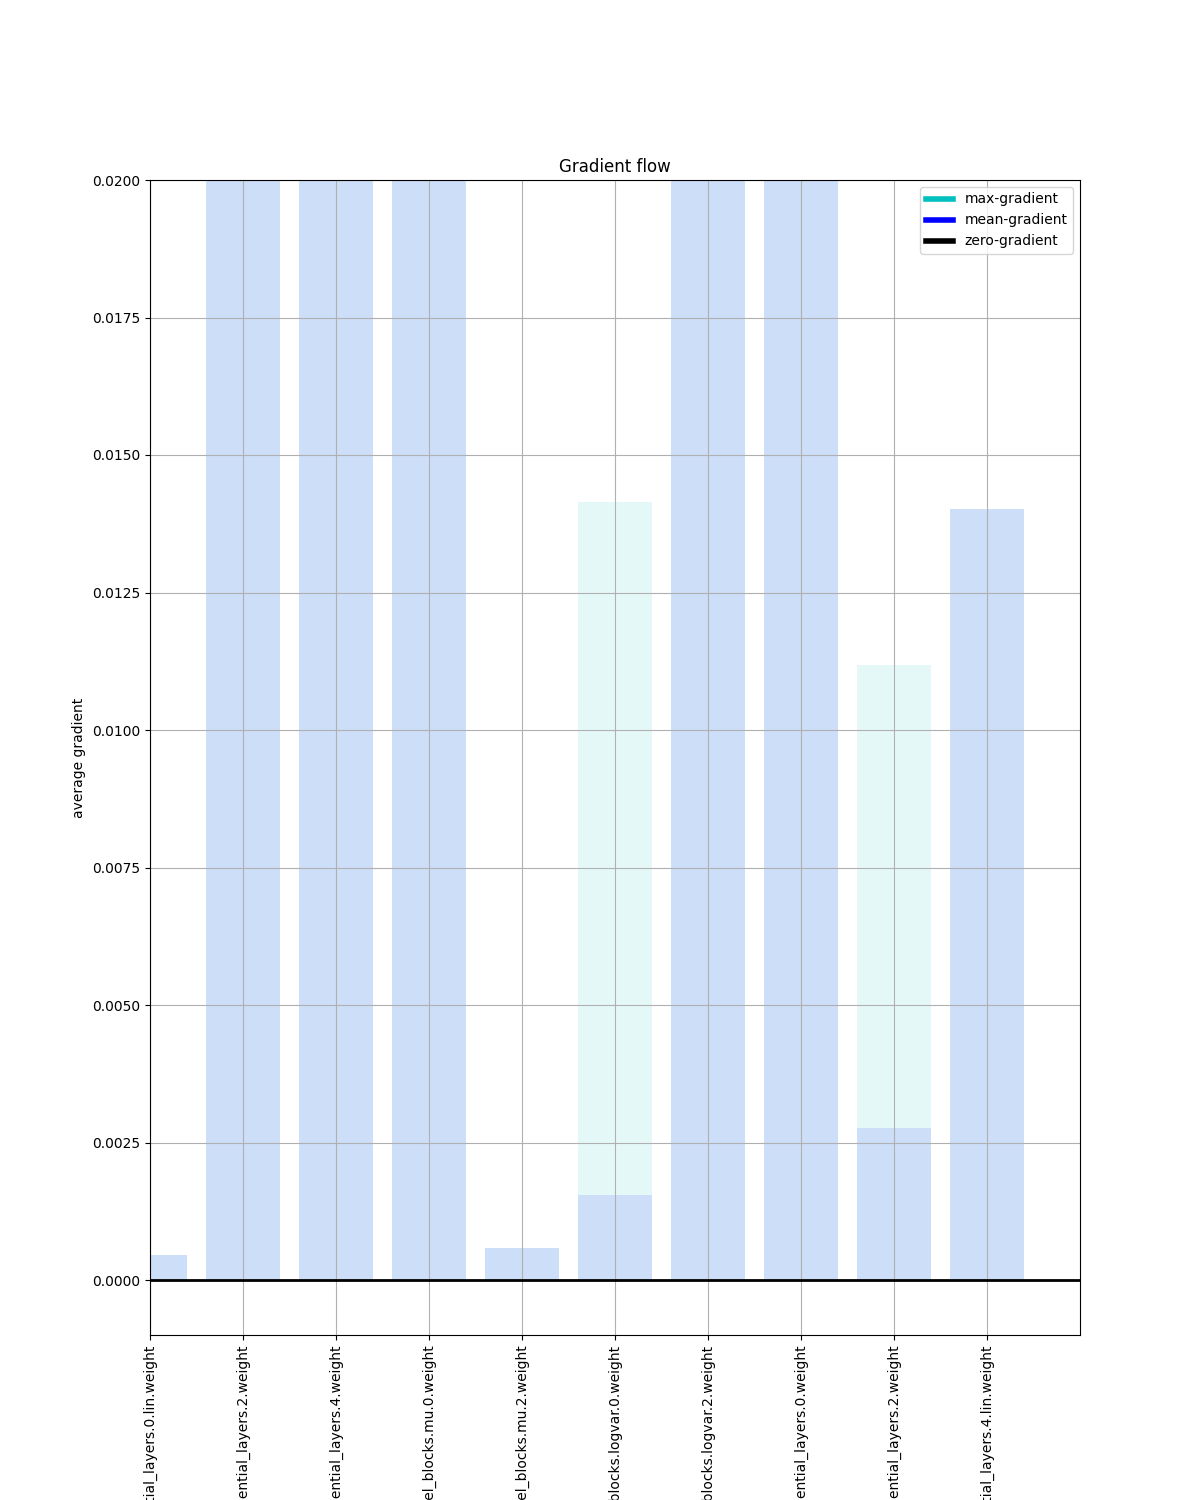 Gradient flow
max-gradient
mean-gradient
zero-gradient
0.0200
0.0175
0.0150
0.0125
0.0100
0.0075
0.0050
0.0025
0.0000
average gradient
tial_layers.0.lin.weight
ential_layers.2.weight
ential_layers.4.weight
el_blocks.mu.0.weight
el_blocks.mu.2.weight
blocks.logvar.0.weight
blocks.logvar.2.weight
ential_layers.0.weight
ential_layers.2.weight
tial_layers.4.lin.weight